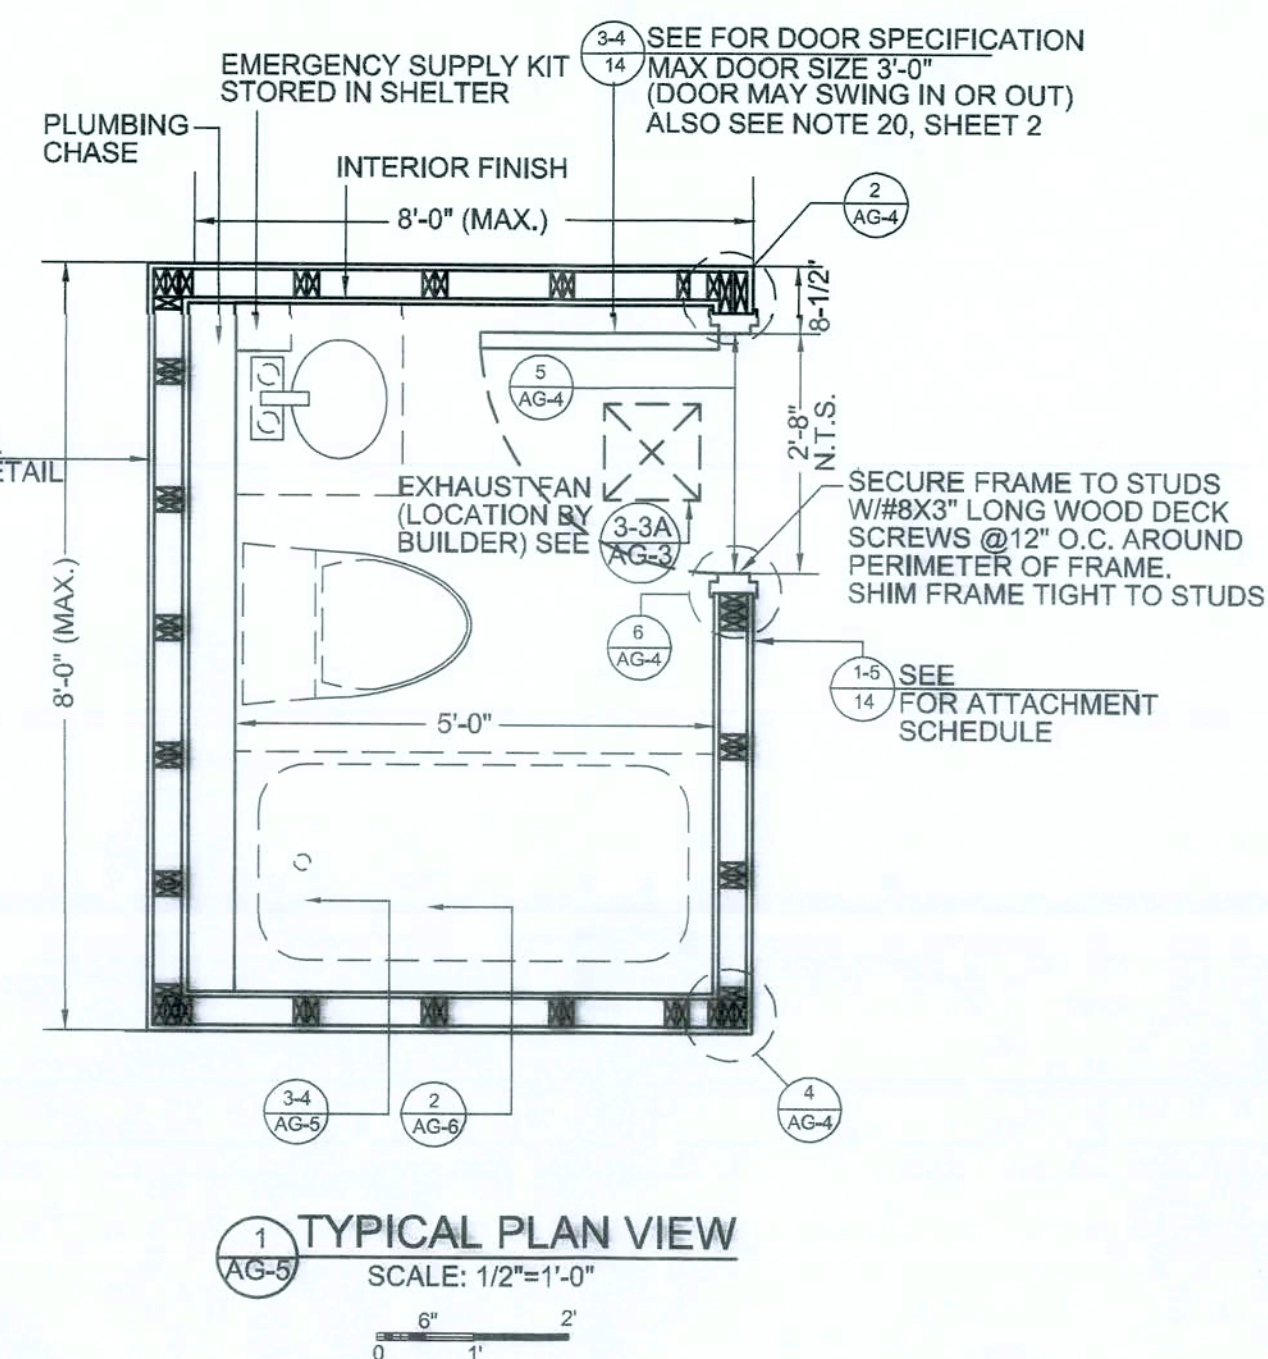 3-4
14
SEE FOR DOOR SPECIFICATION
MAX DOOR SIZE 3'-0"
(DOOR MAY SWING IN OR OUT)
ALSO SEE NOTE 20, SHEET 2
EMERGENCY SUPPLY KIT
STORED IN SHELTER
PLUMBING
CHASE
INTERIOR FINISH
8'-0" (MAX.)
2
AG-4
8-1/2"
5
AG-4
2'-8"
N.T.S.
ETAIL
EXHAUST FAN
(LOCATION BY
BUILDER) SEE
3-3A
AG-3
SECURE FRAME TO STUDS
W/#8X3" LONG WOOD DECK
SCREWS @12" O.C. AROUND
PERIMETER OF FRAME.
SHIM FRAME TIGHT TO STUDS
8'-0" (MAX.)
6
AG-4
1-5
14
SEE
FOR ATTACHMENT
SCHEDULE
5'-0"
3-4
AG-5
2
AG-6
4
AG-4
1
AG-5
TYPICAL PLAN VIEW
SCALE: 1/2"=1'-0"
6" 2'
0 1'